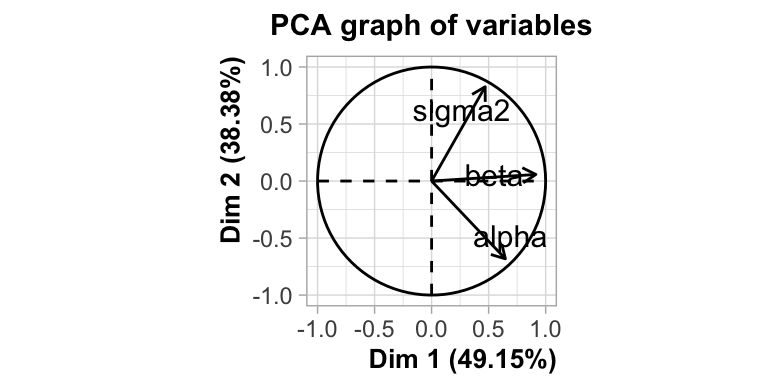 PCA graph of variables
Dim 2 (38.38%)
1.0
0.5
0.0
-0.5
-1.0
sigma2
beta
alpha
-1.0 -0.5 0.0 0.5 1.0
Dim 1 (49.15%)